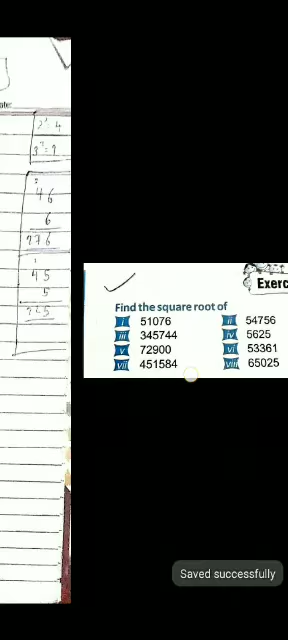 ate:
2²= 4
3²= 9
46
6
276
45
5
225
Exerc
Find the square root of
i 51076 ii 54756
iii 345744 iv 5625
v 72900 vi 53361
vii 451584 viii 65025
Saved successfully